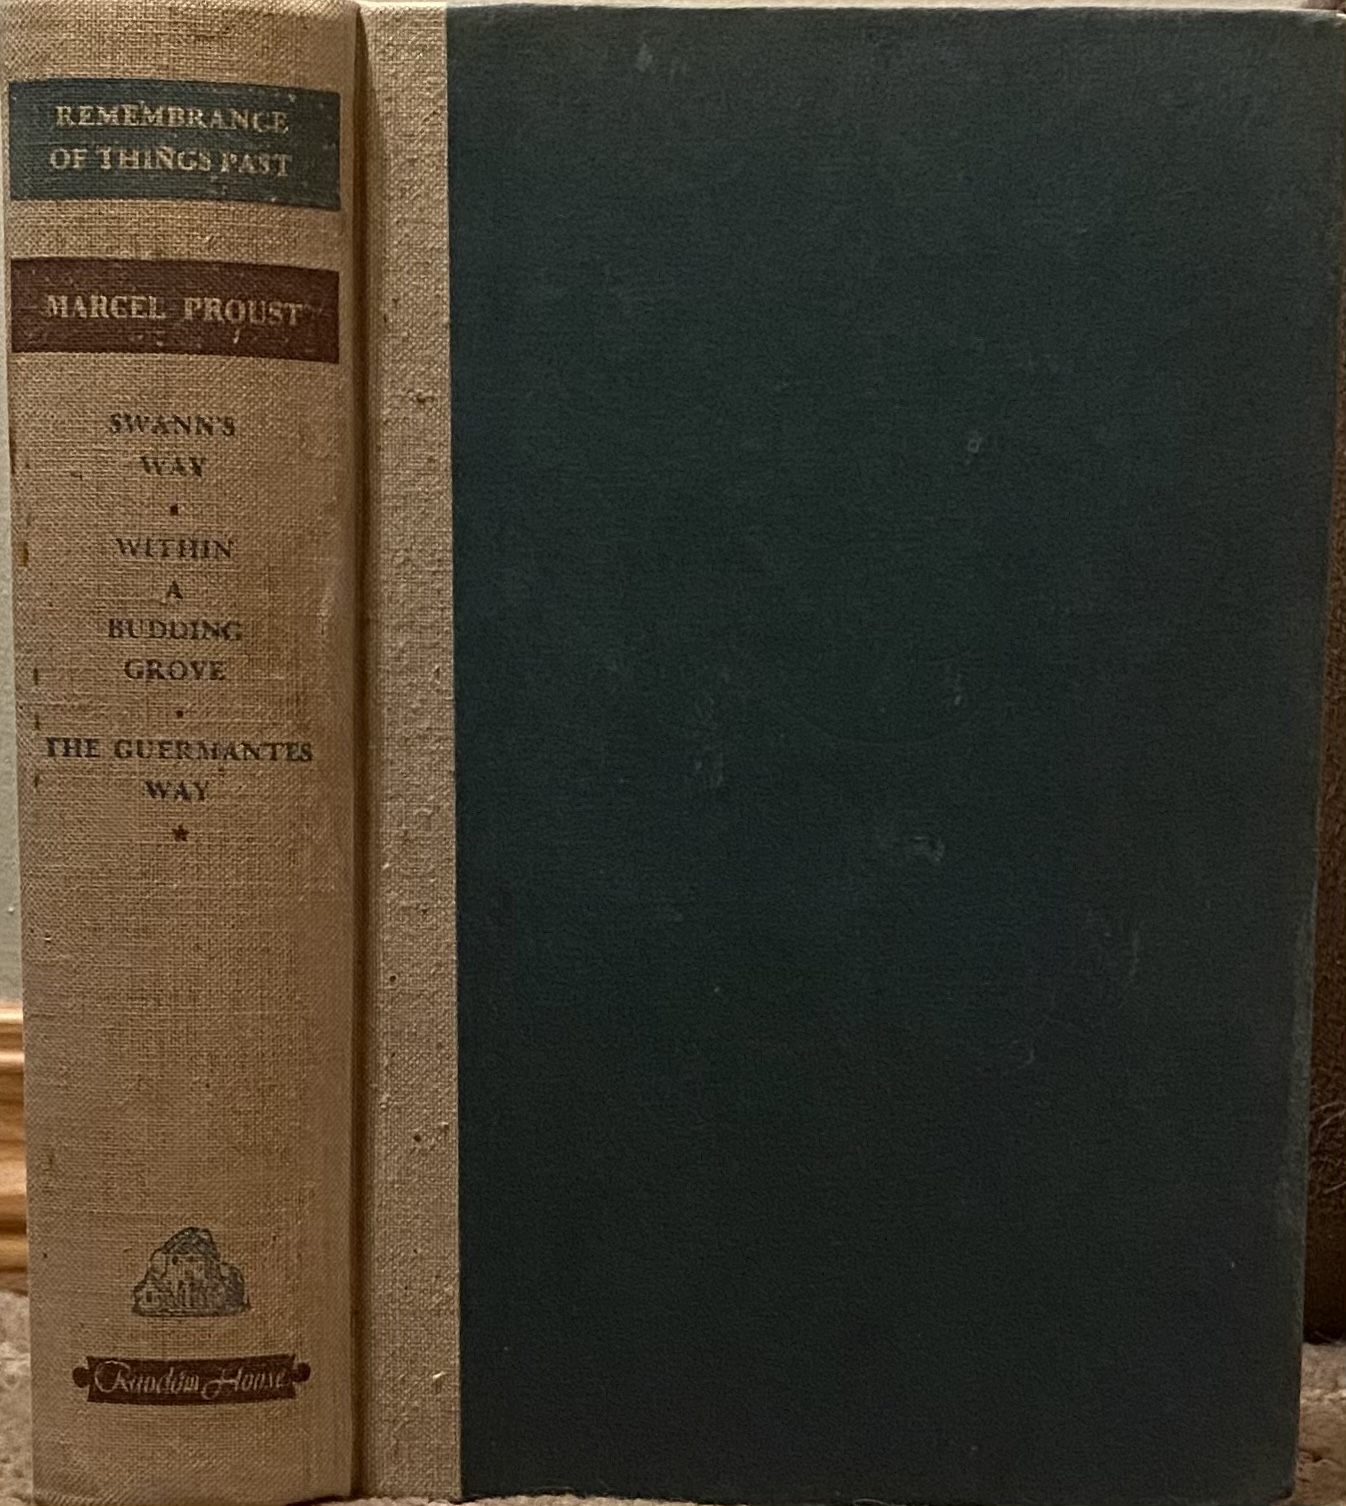 REMEMBRANCE
OF THINGS PAST
MARCEL PROUST
SWANN'S
WAY
WITHIN
A
BUDDING
GROVE
THE GUERMANTES
WAY
Random House